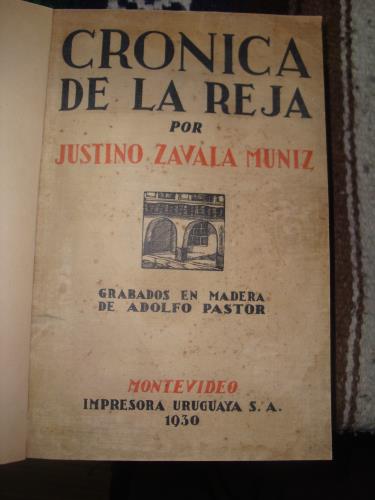 CRONICA
DE LA REJA
POR
JUSTINO ZAVALA MUNIZ
GRABADOS EN MADERA
DE ADOLFO PASTOR
MONTEVIDEO
IMPRESORA URUGUAYA S. A.
1930